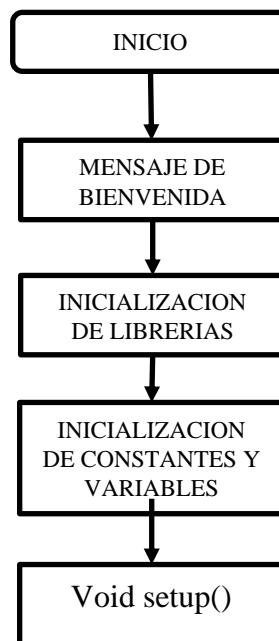 INICIO
MENSAJE DE
BIENVENIDA
INICIALIZACION
DE LIBRERIAS
INICIALIZACION
DE CONSTANTES Y
VARIABLES
Void setup()